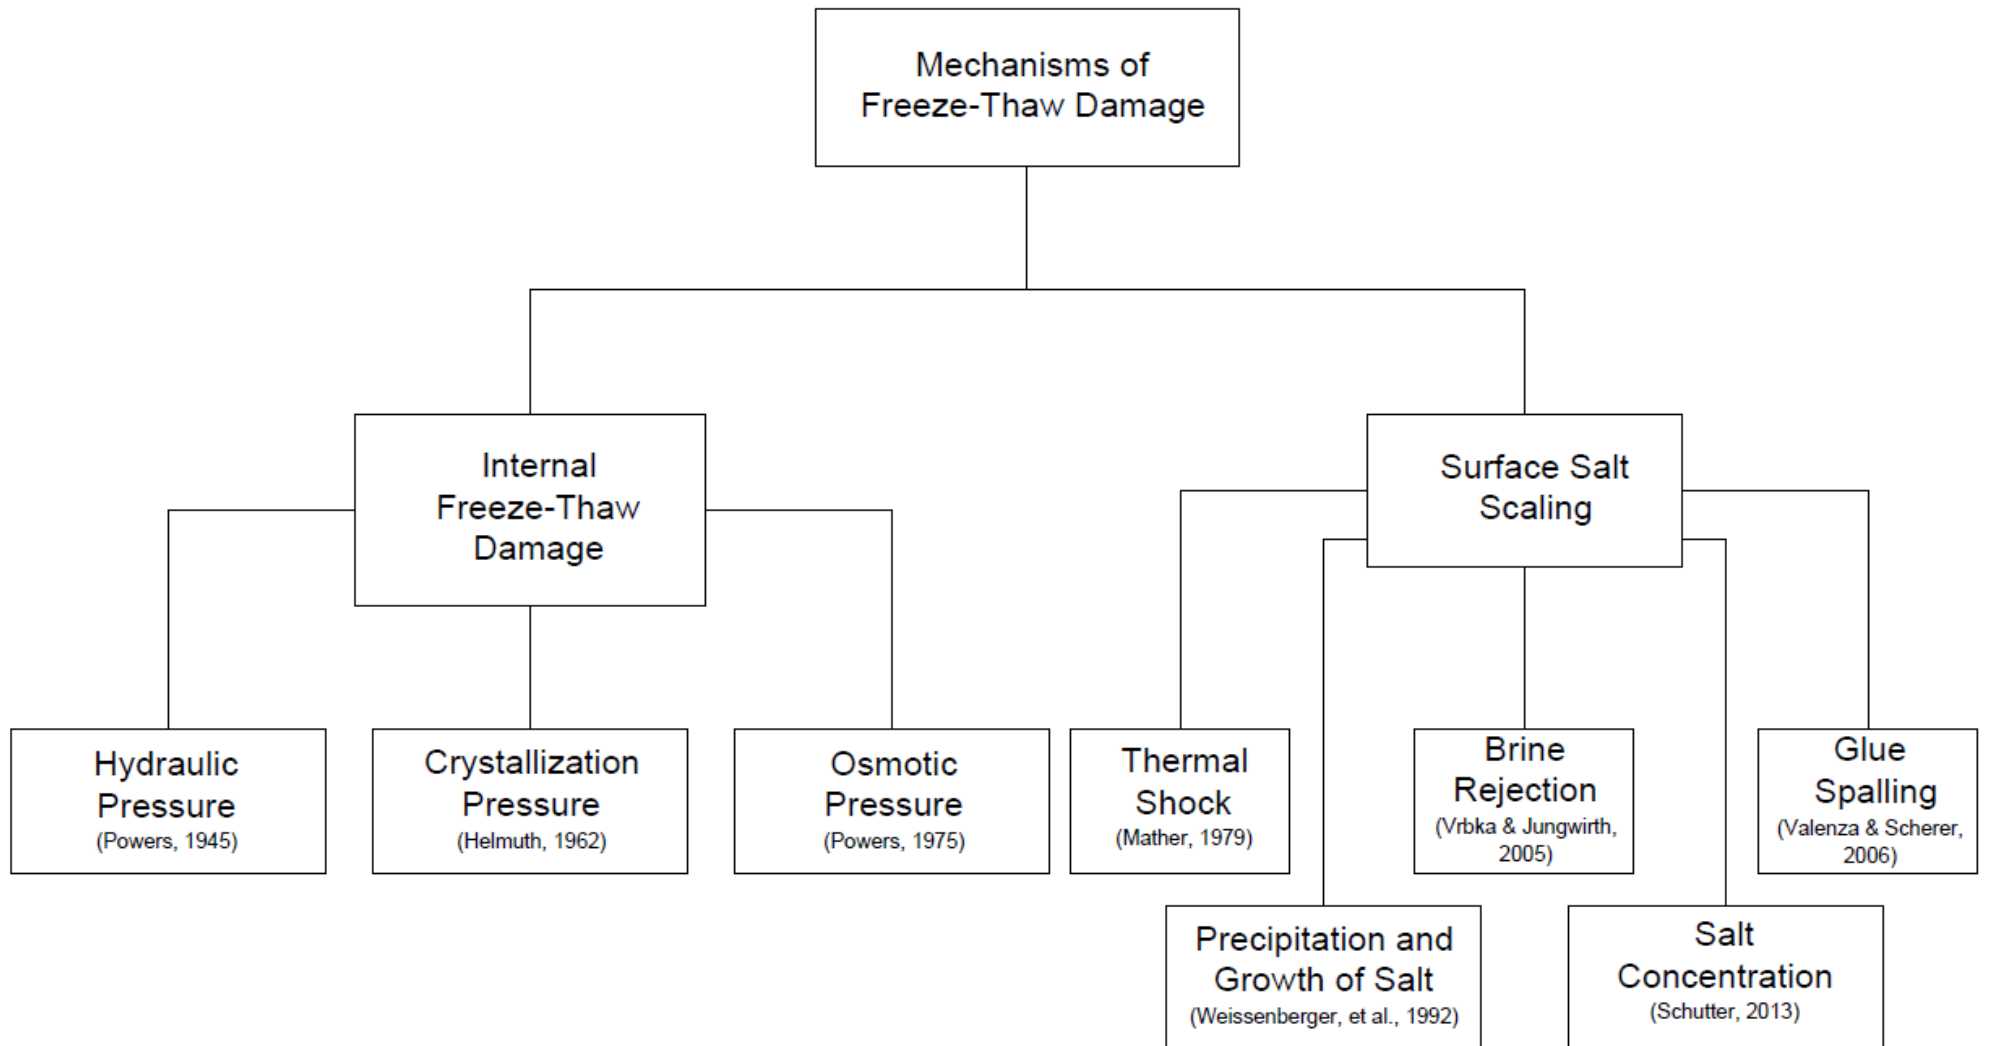 Mechanisms of
Freeze-Thaw Damage
Internal
Freeze-Thaw
Damage
Surface Salt
Scaling
Hydraulic
Pressure
(Powers, 1945)
Crystallization
Pressure
(Helmuth, 1962)
Osmotic
Pressure
(Powers, 1975)
Thermal
Shock
(Mather, 1979)
Brine
Rejection
(Vrbka & Jungwirth,
2005)
Glue
Spalling
(Valenza & Scherer,
2006)
Precipitation and
Growth of Salt
(Weissenberger, et al., 1992)
Salt
Concentration
(Schutter, 2013)